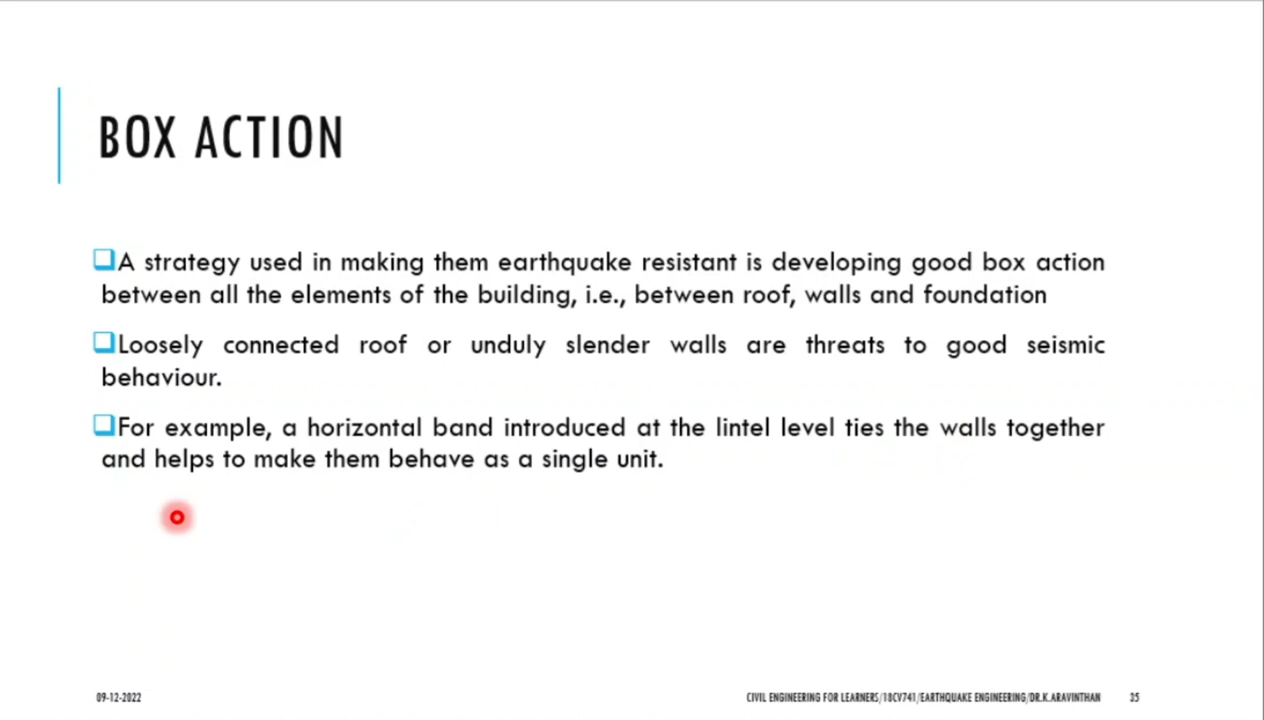 BOX ACTION
A strategy used in making them earthquake resistant is developing good box action
between all the elements of the building, i.e., between roof, walls and foundation
Loosely connected roof or unduly slender walls are threats to good seismic
behaviour.
For example, a horizontal band introduced at the lintel level ties the walls together
and helps to make them behave as a single unit.
09-12-2022
CIVIL ENGINEERING FOR LEARNERS/18CV741/EARTHQUAKE ENGINEERING/DR.K.ARAVINTHAN
35